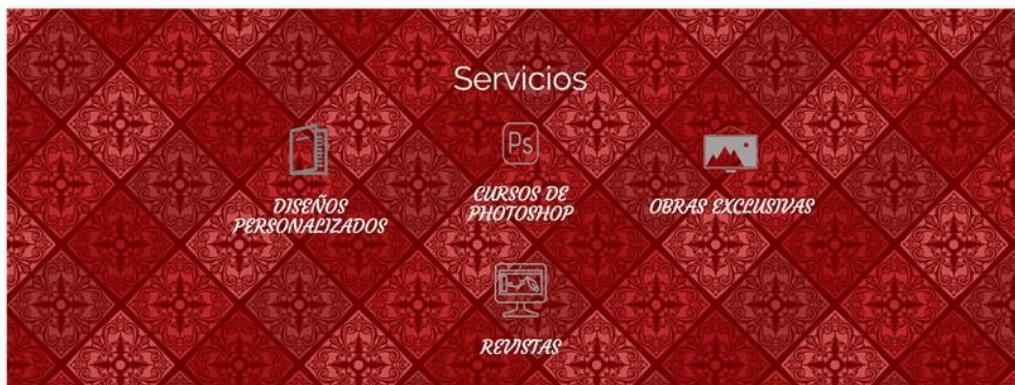 Servicios
Ps
DISEÑOS
PERSONALIZADOS
CURSOS DE
PHOTOSHOP
OBRAS EXCLUSIVAS
REVISTAS